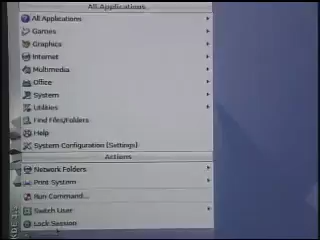 All Applications
All Applications
Games
Graphics
Internet
Multimedia
Office
System
Utilities
Find Files/Folders
Help
System Configuration (Settings)
Actions
Network Folders
Print System
Run Command...
Switch User
Lock Session